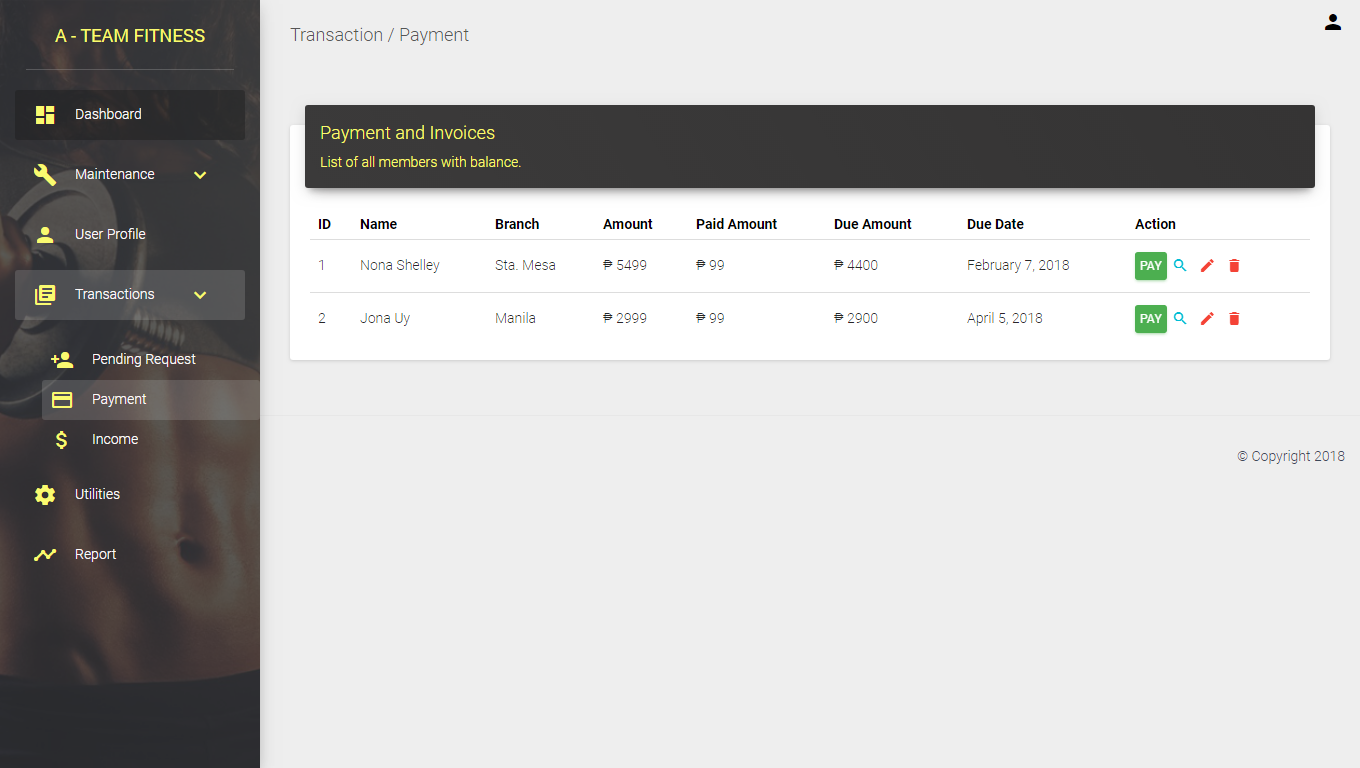 A - TEAM FITNESS
Dashboard
Maintenance
User Profile
Transactions
Pending Request
Payment
Income
Utilities
Report
Transaction / Payment
Payment and Invoices
List of all members with balance.
ID Name Branch Amount Paid Amount Due Amount Due Date Action
1 Nona Shelley Sta. Mesa ₱ 5499 ₱ 99 ₱ 4400 February 7, 2018 PAY
2 Jona Uy Manila ₱ 2999 ₱ 99 ₱ 2900 April 5, 2018 PAY
© Copyright 2018